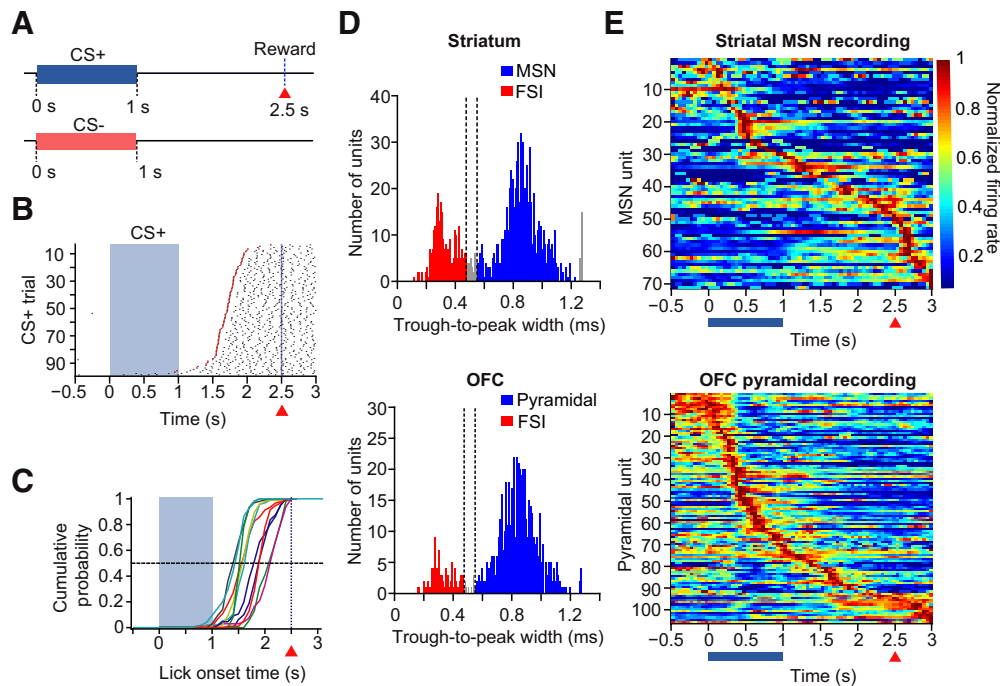 A
CS+
Reward
0 s
1 s
2.5 s
CS-
0 s
1 s
B
CS+
CS+ trial
10
30
50
70
90
−0.5
0
0.5
1
1.5
2
2.5
3
Time (s)
C
Cumulative
probability
1
0.8
0.6
0.4
0.2
0
0
1
2
3
Lick onset time (s)
D
Striatum
MSN
FSI
Number of units
40
30
20
10
0
0
0.4
0.8
1.2
Trough-to-peak width (ms)
OFC
Pyramidal
FSI
Number of units
30
25
20
15
10
5
0
0
0.4
0.8
1.2
Trough-to-peak width (ms)
E
Striatal MSN recording
MSN unit
10
20
30
40
50
60
70
−0.5
0
0.5
1
1.5
2
2.5
3
Time (s)
1
0.8
0.6
0.4
0.2
Normalized firing rate
OFC pyramidal recording
Pyramidal unit
10
20
30
40
50
60
70
80
90
100
−0.5
0
0.5
1
1.5
2
2.5
3
Time (s)